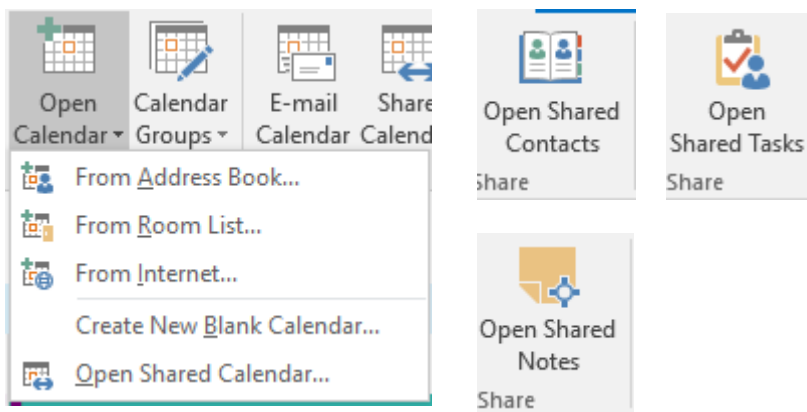 Open Calendar
Calendar Groups
E-mail Calendar
Share Calend
From Address Book...
From Room List...
From Internet...
Create New Blank Calendar...
Open Shared Calendar...
Open Shared
Contacts
Share
Open
Shared Tasks
Share
Open Shared
Notes
Share